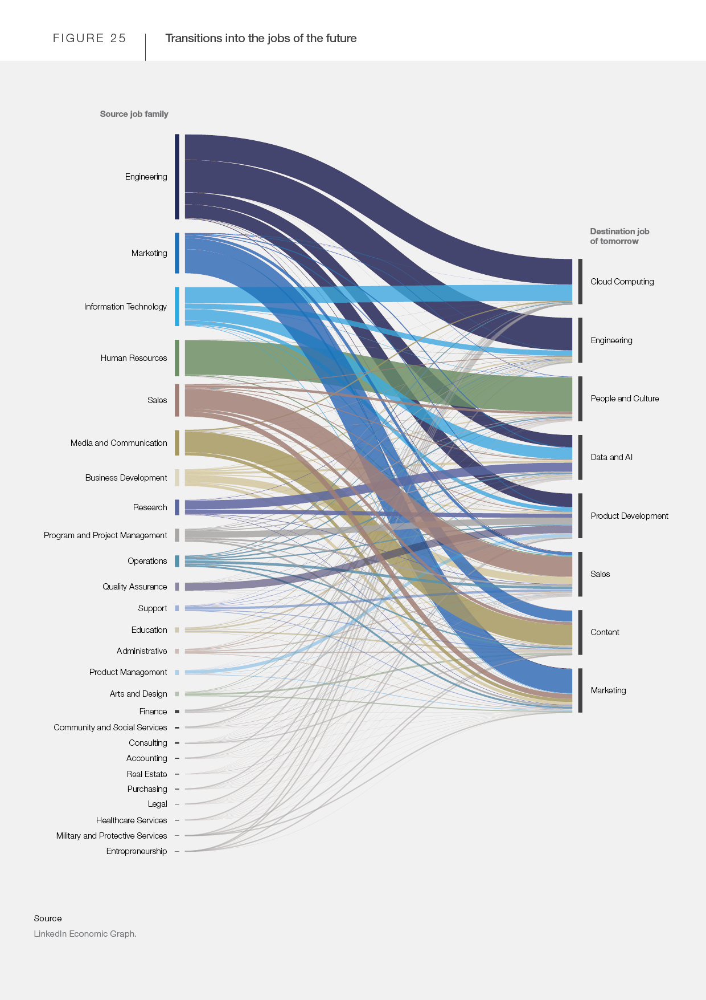 FIGURE 25
Transitions into the jobs of the future
Source job family
Engineering
Marketing
Information Technology
Human Resources
Sales
Media and Communication
Business Development
Research
Program and Project Management
Operations
Quality Assurance
Support
Education
Administrative
Product Management
Arts and Design
Finance
Community and Social Services
Consulting
Accounting
Real Estate
Purchasing
Legal
Healthcare Services
Military and Protective Services
Entrepreneurship
Destination job
of tomorrow
Cloud Computing
Engineering
People and Culture
Data and AI
Product Development
Sales
Content
Marketing
Source
LinkedIn Economic Graph.